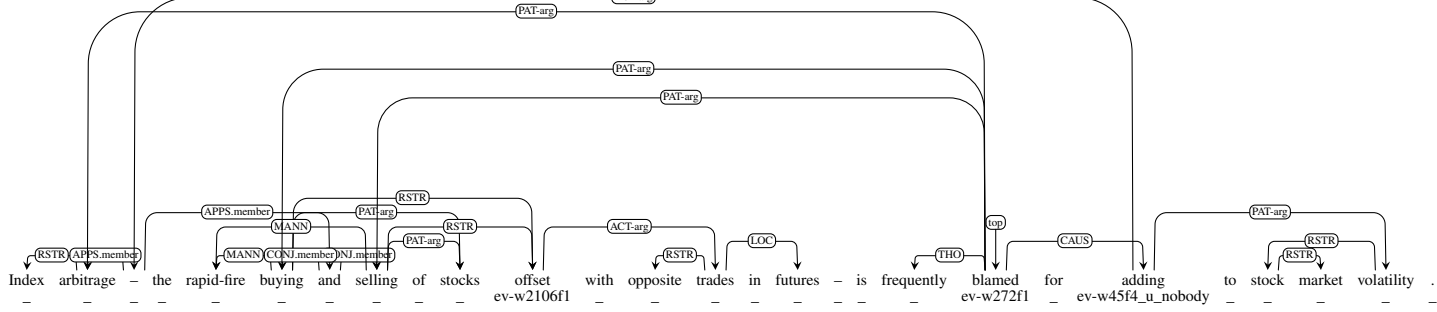 PAT-arg
PAT-arg
PAT-arg
RSTR
APPS.member PAT-arg
top
PAT-arg
MANN RSTR ACT-arg
PAT-arg LOC CAUS RSTR
RSTR APPS.member MANN CONJ.member RSTR THO RSTR
Index arbitrage – the rapid-fire buying and selling of stocks offset with opposite trades in futures – is frequently blamed for adding to stock market volatility .
_ _ _ _ _ _ _ _ _ _ ev-w2106f1 _ _ _ _ _ _ _ _ ev-w272f1 _ ev-w45f4_u_nobody _ _ _ _ _